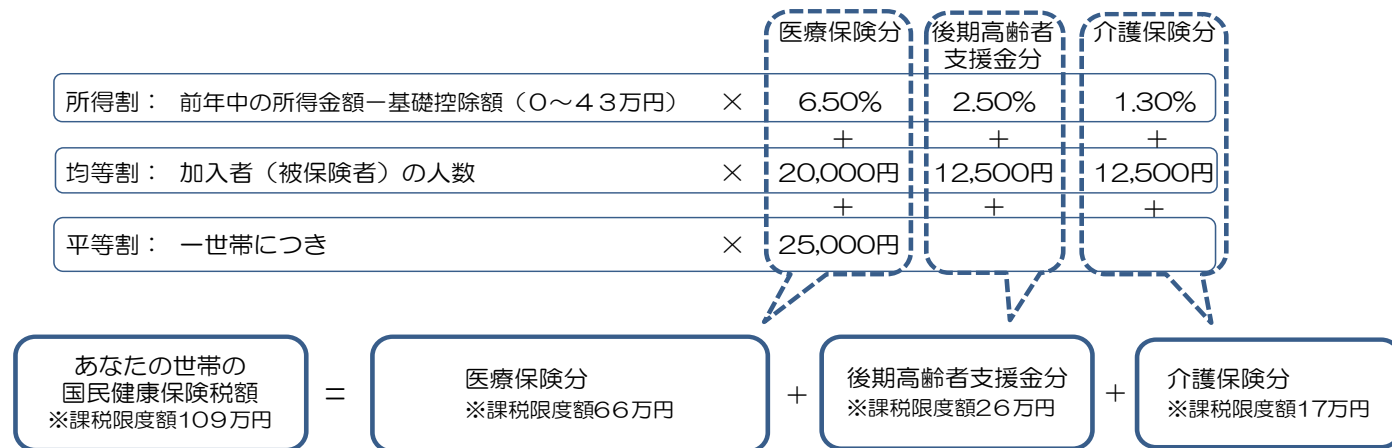 医療保険分 後期高齢者 介護保険分
支援金分
所得割： 前年中の所得金額－基礎控除額（０～４３万円） × 6.50% 2.50% 1.30%
＋ ＋ ＋
均等割： 加入者（被保険者）の人数 × 20,000円 12,500円 12,500円
＋ ＋ ＋
平等割： 一世帯につき × 25,000円
あなたの世帯の
国民健康保険税額
※課税限度額109万円
＝
医療保険分
※課税限度額66万円
＋
後期高齢者支援金分
※課税限度額26万円
＋
介護保険分
※課税限度額17万円